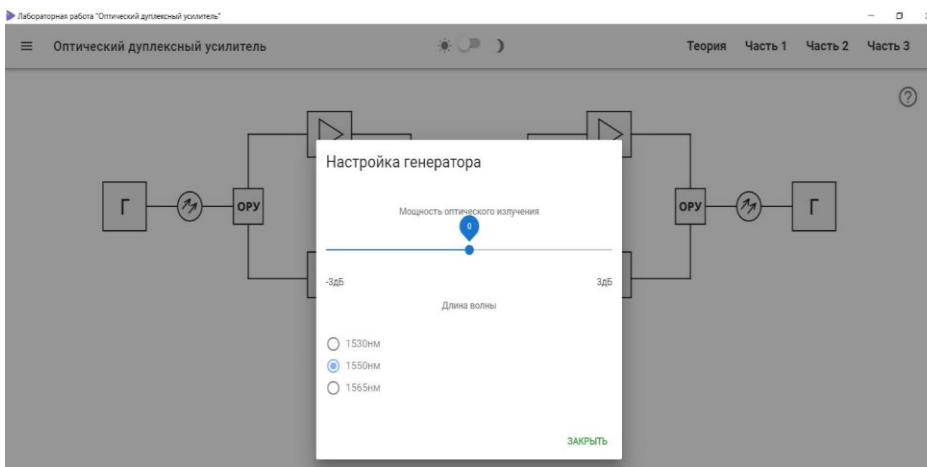 Лабораторная работа "Оптический дуплексный усилитель"
Оптический дуплексный усилитель
Теория Часть 1 Часть 2 Часть 3
?
Настройка генератора
Г ОРУ ОРУ Г
Мощность оптического излучения
0
-3дБ 3дБ
Длина волны
1530нм
1550нм
1565нм
ЗАКРЫТЬ